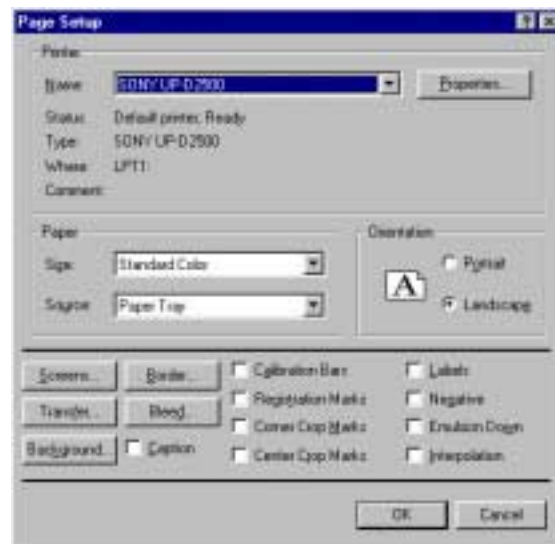 Page Setup
Printer
Name: SONY UP-D2500 Properties...
Status: Default printer; Ready
Type: SONY UP-D2500
Where: LPT1:
Comment:
Paper
Size: Standard Color
Source: Paper Tray
Orientation
A
Portrait
Landscape
Screens... Border... Calibration Bars Labels
Transfer... Bleed... Registration Marks Negative
Background... Caption Corner Crop Marks Emulsion Down
Center Crop Marks Interpolation
OK Cancel